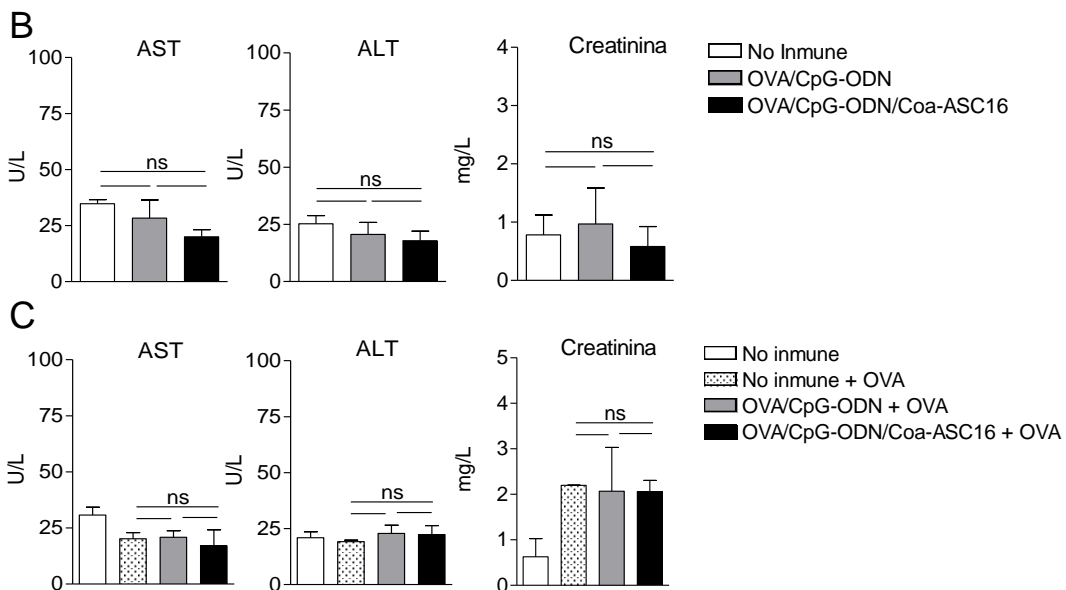 B
AST
ALT
Creatinina
100
75
50
25
0
U/L
ns
100
75
50
25
0
U/L
ns
4
3
2
1
0
mg/L
ns
No Inmune
OVA/CpG-ODN
OVA/CpG-ODN/Coa-ASC16
C
AST
ALT
Creatinina
100
75
50
25
0
U/L
ns
100
75
50
25
0
U/L
ns
5
4
3
2
1
0
mg/L
ns
No inmune
No inmune + OVA
OVA/CpG-ODN + OVA
OVA/CpG-ODN/Coa-ASC16 + OVA